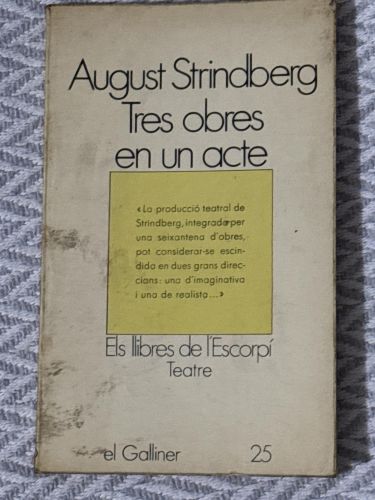 August Strindberg
Tres obres
en un acte
«La producció teatral de
Strindberg, integrada per
una seixantena d'obres,
pot considerar-se escin-
dida en dues grans direc-
cions: una d'imaginativa
i una de realista...»
Els llibres de l'Escorpí
Teatre
el Galliner 25